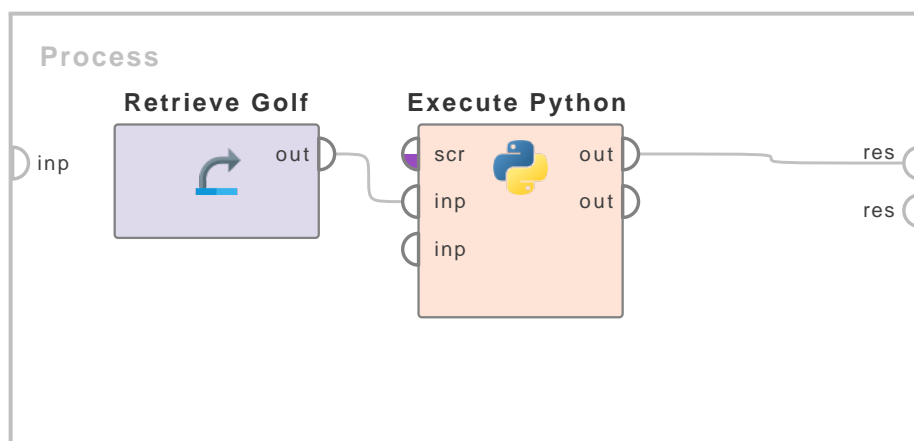 Process
Retrieve Golf Execute Python
inp out scr out res
inp out res
inp